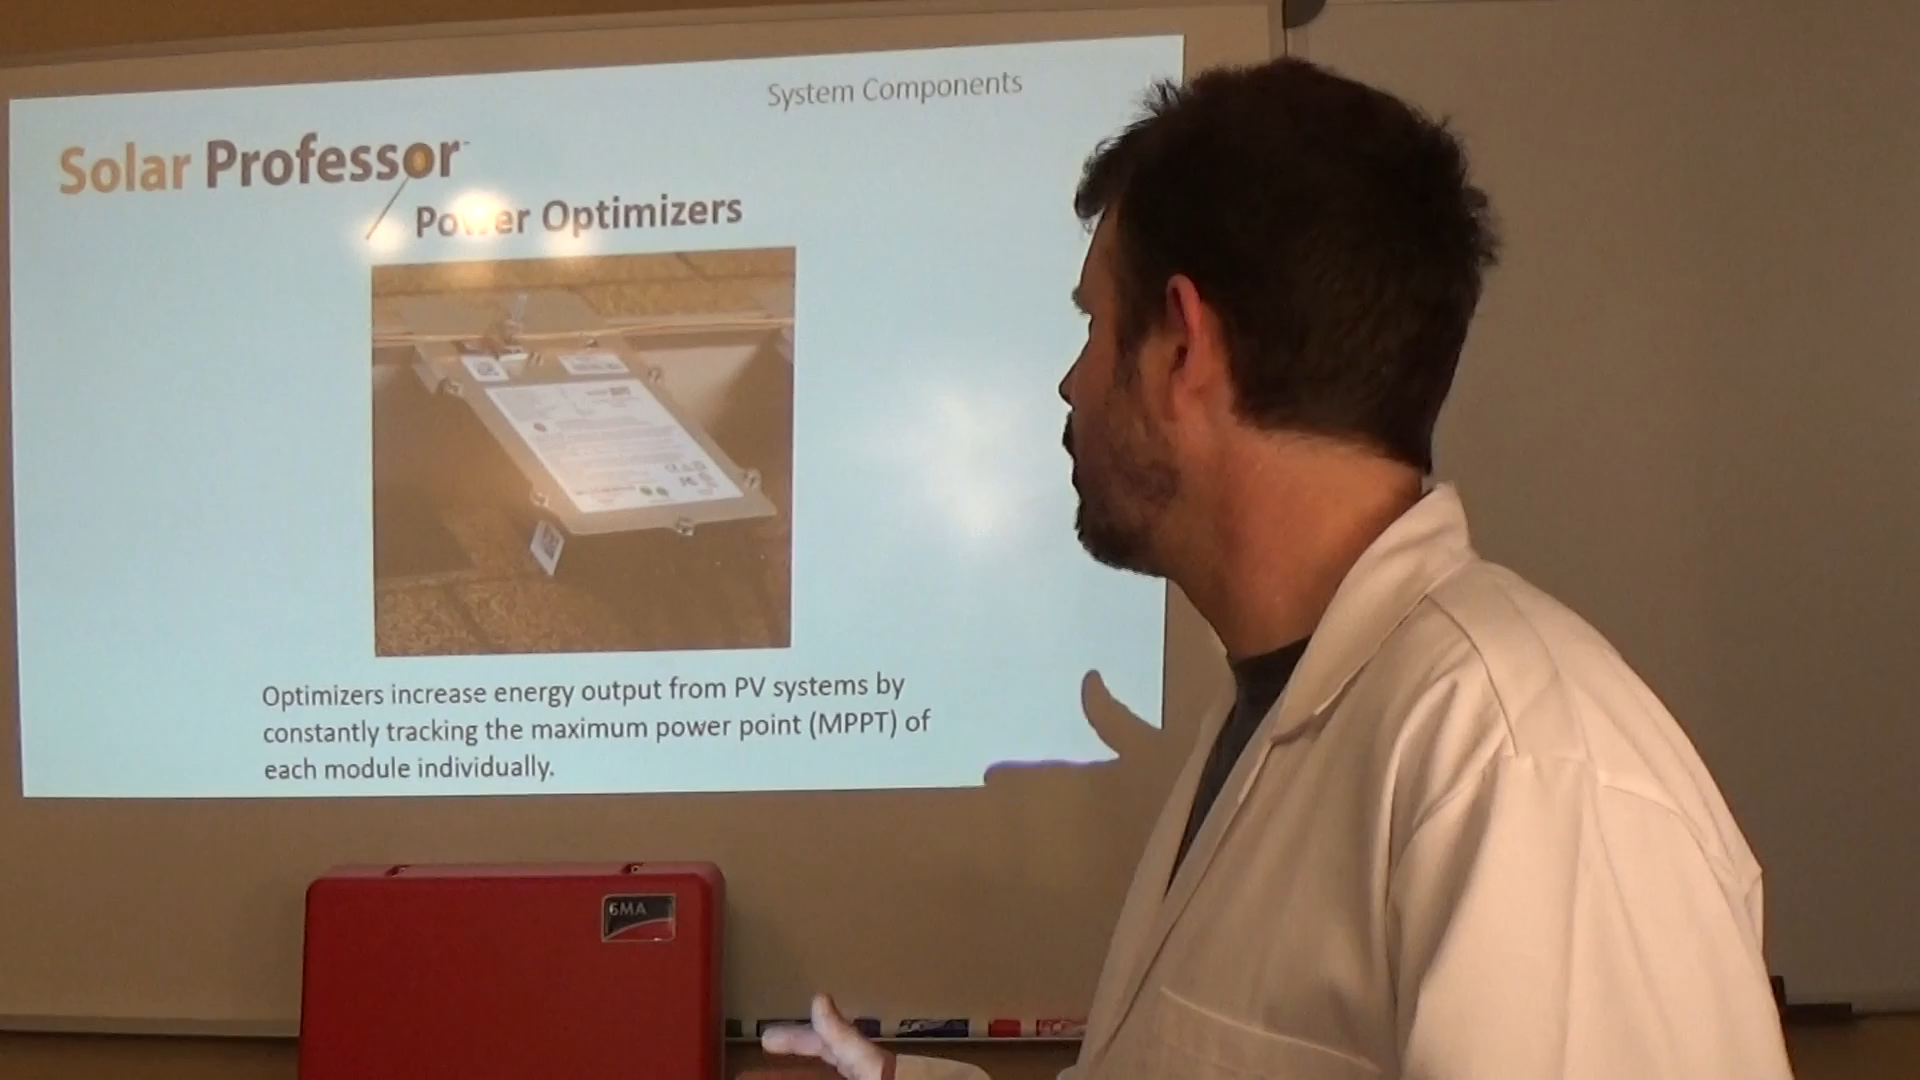 System Components
Solar Professor
Power Optimizers
Optimizers increase energy output from PV systems by
constantly tracking the maximum power point (MPPT) of
each module individually.
SMA